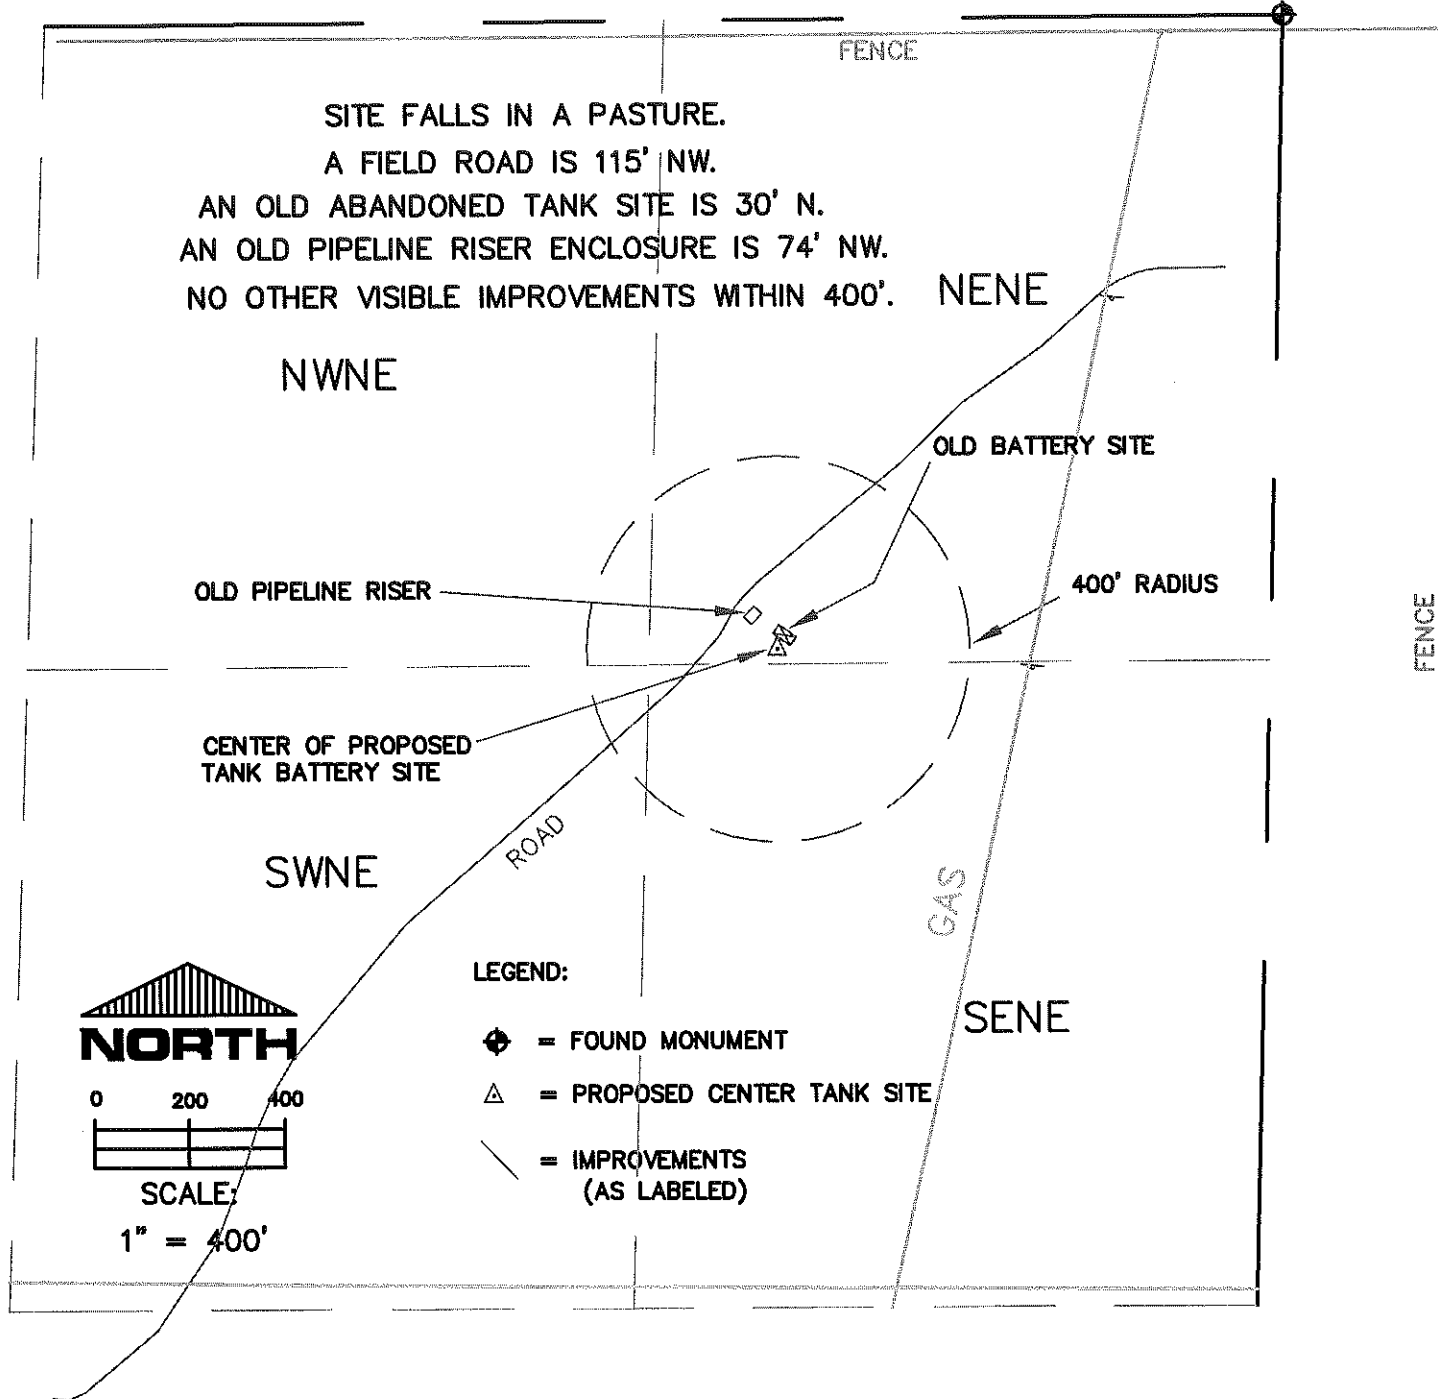 FENCE
SITE FALLS IN A PASTURE.
A FIELD ROAD IS 115' NW.
AN OLD ABANDONED TANK SITE IS 30' N.
AN OLD PIPELINE RISER ENCLOSURE IS 74' NW.
NO OTHER VISIBLE IMPROVEMENTS WITHIN 400'.
NENE
NWNE
OLD BATTERY SITE
OLD PIPELINE RISER
400' RADIUS
FENCE
CENTER OF PROPOSED
TANK BATTERY SITE
ROAD
SWNE
GAS
LEGEND:
= FOUND MONUMENT
= PROPOSED CENTER TANK SITE
= IMPROVEMENTS
(AS LABELED)
SENE
NORTH
0 200 400
SCALE:
1" = 400'